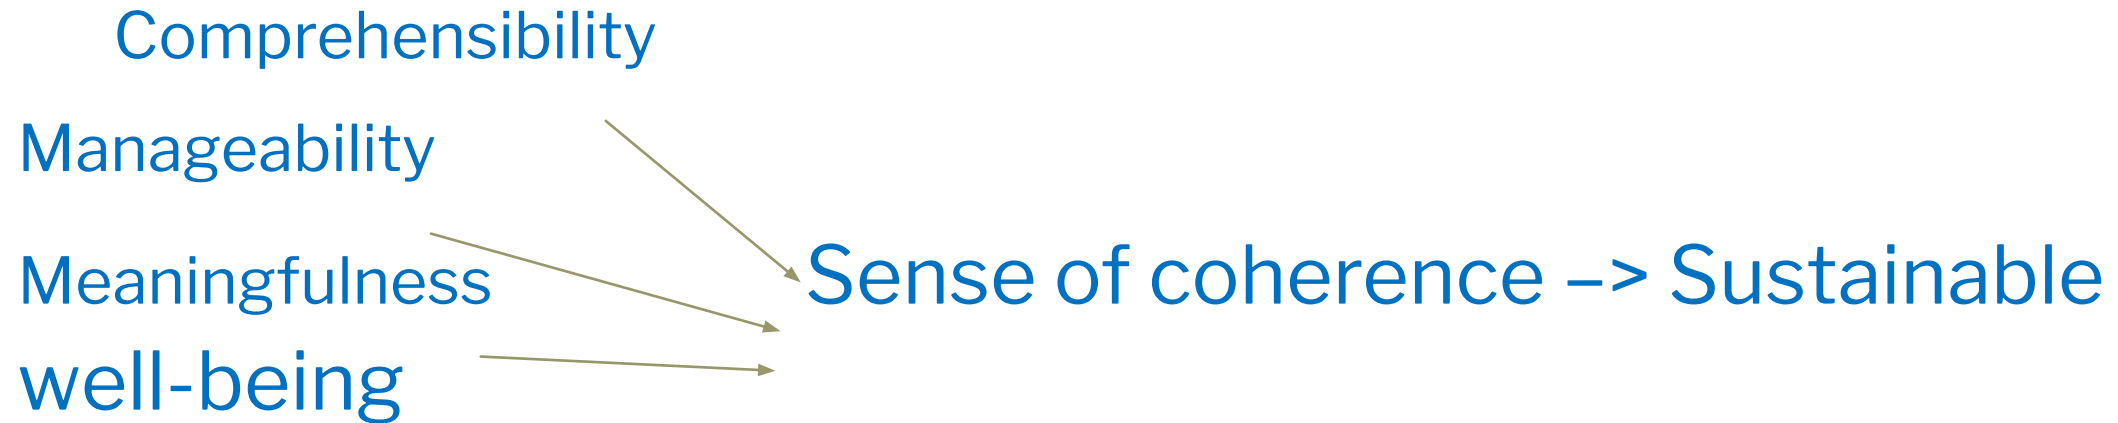 Comprehensibility
Manageability
Meaningfulness
Sense of coherence –> Sustainable
well-being